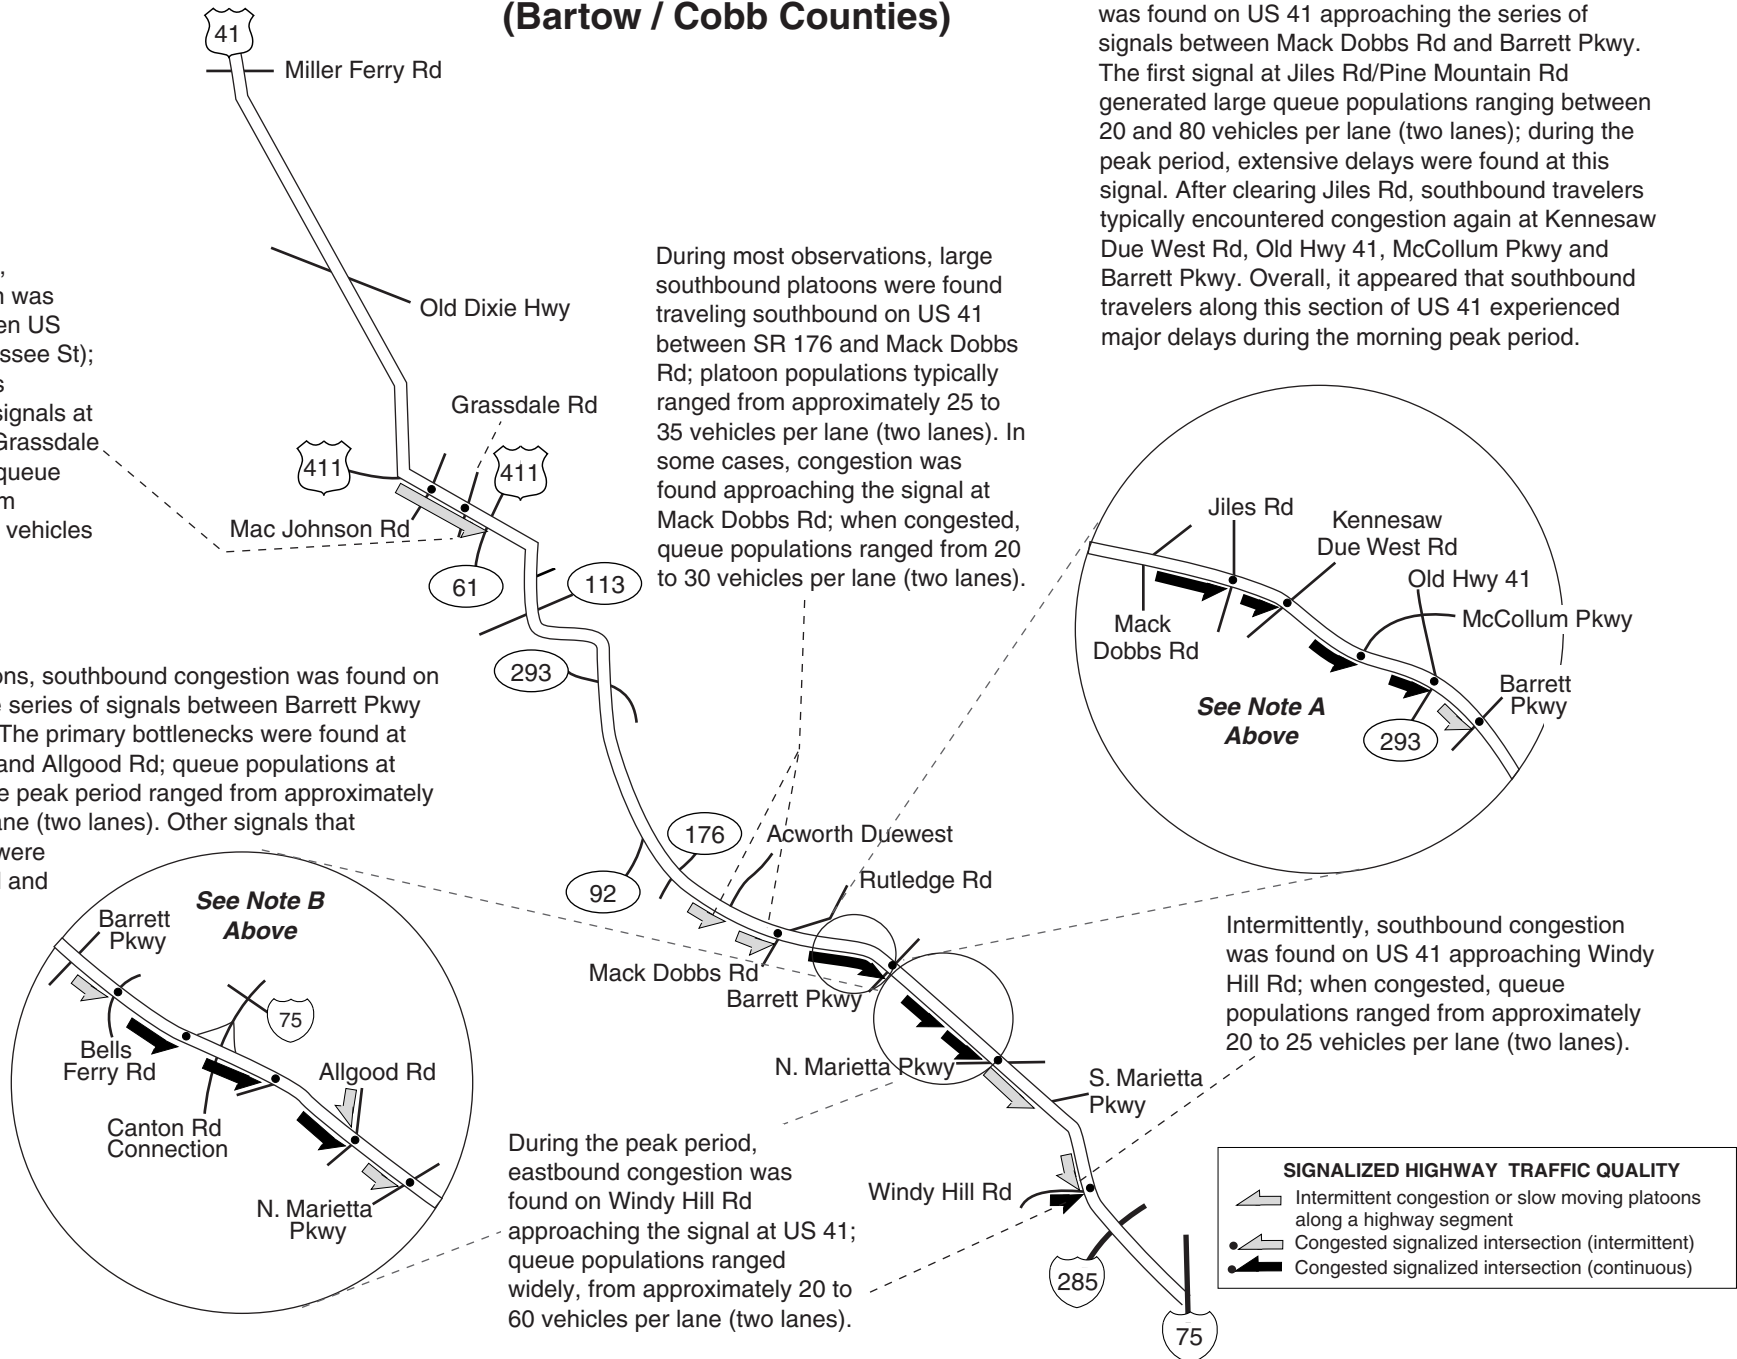 (Bartow / Cobb Counties)
41
Miller Ferry Rd
Old Dixie Hwy
Grassdale Rd
411
411
Mac Johnson Rd
61
113
293
176
92
Acworth Duewest
Rutledge Rd
Mack Dobbs Rd
Barrett Pkwy
N. Marietta Pkwy
S. Marietta
Pkwy
Windy Hill Rd
285
75
was found on US 41 approaching the series of
signals between Mack Dobbs Rd and Barrett Pkwy.
The first signal at Jiles Rd/Pine Mountain Rd
generated large queue populations ranging between
20 and 80 vehicles per lane (two lanes); during the
peak period, extensive delays were found at this
signal. After clearing Jiles Rd, southbound travelers
typically encountered congestion again at Kennesaw
Due West Rd, Old Hwy 41, McCollum Pkwy and
Barrett Pkwy. Overall, it appeared that southbound
travelers along this section of US 41 experienced
major delays during the morning peak period.
,
was
en US
ssee St);
s
signals at
Grassdale
queue
m
vehicles
During most observations, large
southbound platoons were found
traveling southbound on US 41
between SR 176 and Mack Dobbs
Rd; platoon populations typically
ranged from approximately 25 to
35 vehicles per lane (two lanes). In
some cases, congestion was
found approaching the signal at
Mack Dobbs Rd; when congested,
queue populations ranged from 20
to 30 vehicles per lane (two lanes).
Jiles Rd
Kennesaw
Due West Rd
Old Hwy 41
McCollum Pkwy
Mack
Dobbs Rd
Barrett
Pkwy
See Note A
Above
293
ons, southbound congestion was found on
e series of signals between Barrett Pkwy
The primary bottlenecks were found at
and Allgood Rd; queue populations at
e peak period ranged from approximately
ane (two lanes). Other signals that
were
and
See Note B
Above
Barrett
Pkwy
75
Bells
Ferry Rd
Allgood Rd
Canton Rd
Connection
N. Marietta
Pkwy
Intermittently, southbound congestion
was found on US 41 approaching Windy
Hill Rd; when congested, queue
populations ranged from approximately
20 to 25 vehicles per lane (two lanes).
During the peak period,
eastbound congestion was
found on Windy Hill Rd
approaching the signal at US 41;
queue populations ranged
widely, from approximately 20 to
60 vehicles per lane (two lanes).
SIGNALIZED HIGHWAY TRAFFIC QUALITY
Intermittent congestion or slow moving platoons
along a highway segment
Congested signalized intersection (intermittent)
Congested signalized intersection (continuous)